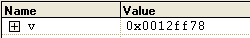 Name Value
v 0x0012ff78